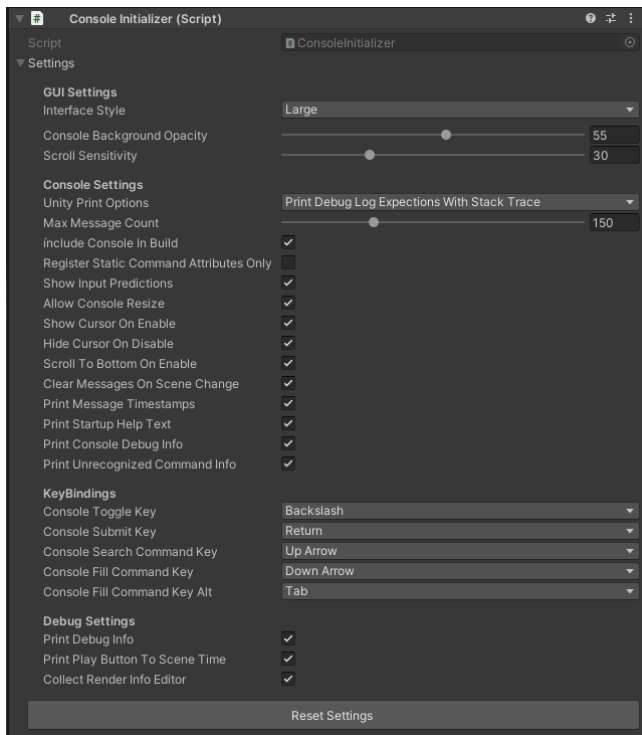 # Console Initializer (Script)
Script ConsoleInitializer
Settings
GUI Settings
Interface Style Large
Console Background Opacity 55
Scroll Sensitivity 30
Console Settings
Unity Print Options Print Debug Log Expections With Stack Trace
Max Message Count 150
ínclude Console In Build
Register Static Command Attributes Only
Show Input Predictions
Allow Console Resize
Show Cursor On Enable
Hide Cursor On Disable
Scroll To Bottom On Enable
Clear Messages On Scene Change
Print Message Timestamps
Print Startup Help Text
Print Console Debug Info
Print Unrecognized Command Info
KeyBindings
Console Toggle Key Backslash
Console Submit Key Return
Console Search Command Key Up Arrow
Console Fill Command Key Down Arrow
Console Fill Command Key Alt Tab
Debug Settings
Print Debug Info
Print Play Button To Scene Time
Collect Render Info Editor
Reset Settings